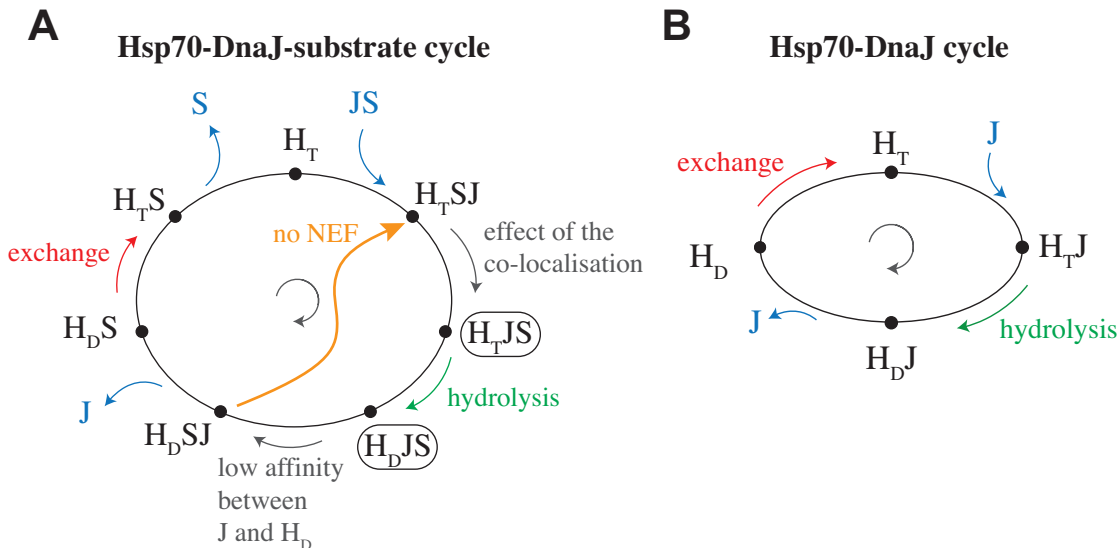 A
Hsp70-DnaJ-substrate cycle
S
JS
H_T
H_TS
H_TSJ
no NEF
effect of the
co-localisation
exchange
H_DS
H_TJS
J
hydrolysis
H_DSJ
H_DJS
low affinity
between
J and H_D
B
Hsp70-DnaJ cycle
H_T
J
exchange
H_D
H_TJ
J
hydrolysis
H_DJ